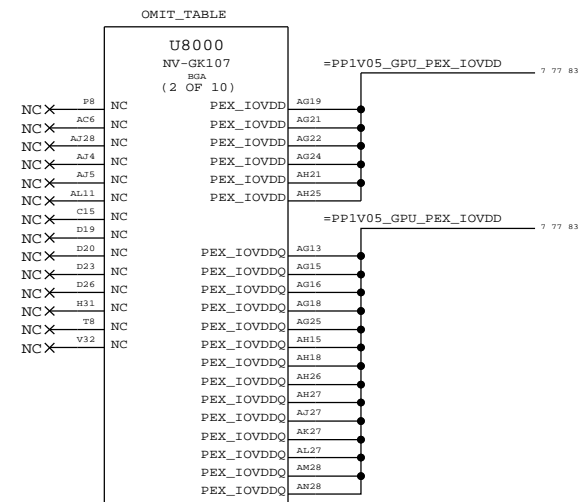 OMIT_TABLE
U8000
NV-GK107
BGA
(2 OF 10)
=PP1V05_GPU_PEX_IOVDD
7 77 83
NC P8 NC PEX_IOVDD AG19
NC AC6 NC PEX_IOVDD AG21
NC AJ28 NC PEX_IOVDD AG22
NC AJ4 NC PEX_IOVDD AG24
NC AJ5 NC PEX_IOVDD AH21
NC AL11 NC PEX_IOVDD AH25
NC C15 NC
=PP1V05_GPU_PEX_IOVDD
7 77 83
NC D19 NC
NC D20 NC PEX_IOVDDQ AG13
NC D23 NC PEX_IOVDDQ AG15
NC D26 NC PEX_IOVDDQ AG16
NC H31 NC PEX_IOVDDQ AG18
NC T8 NC PEX_IOVDDQ AG25
NC V32 NC PEX_IOVDDQ AH15
PEX_IOVDDQ AH18
PEX_IOVDDQ AH26
PEX_IOVDDQ AH27
PEX_IOVDDQ AJ27
PEX_IOVDDQ AK27
PEX_IOVDDQ AL27
PEX_IOVDDQ AM28
PEX_IOVDDQ AN28